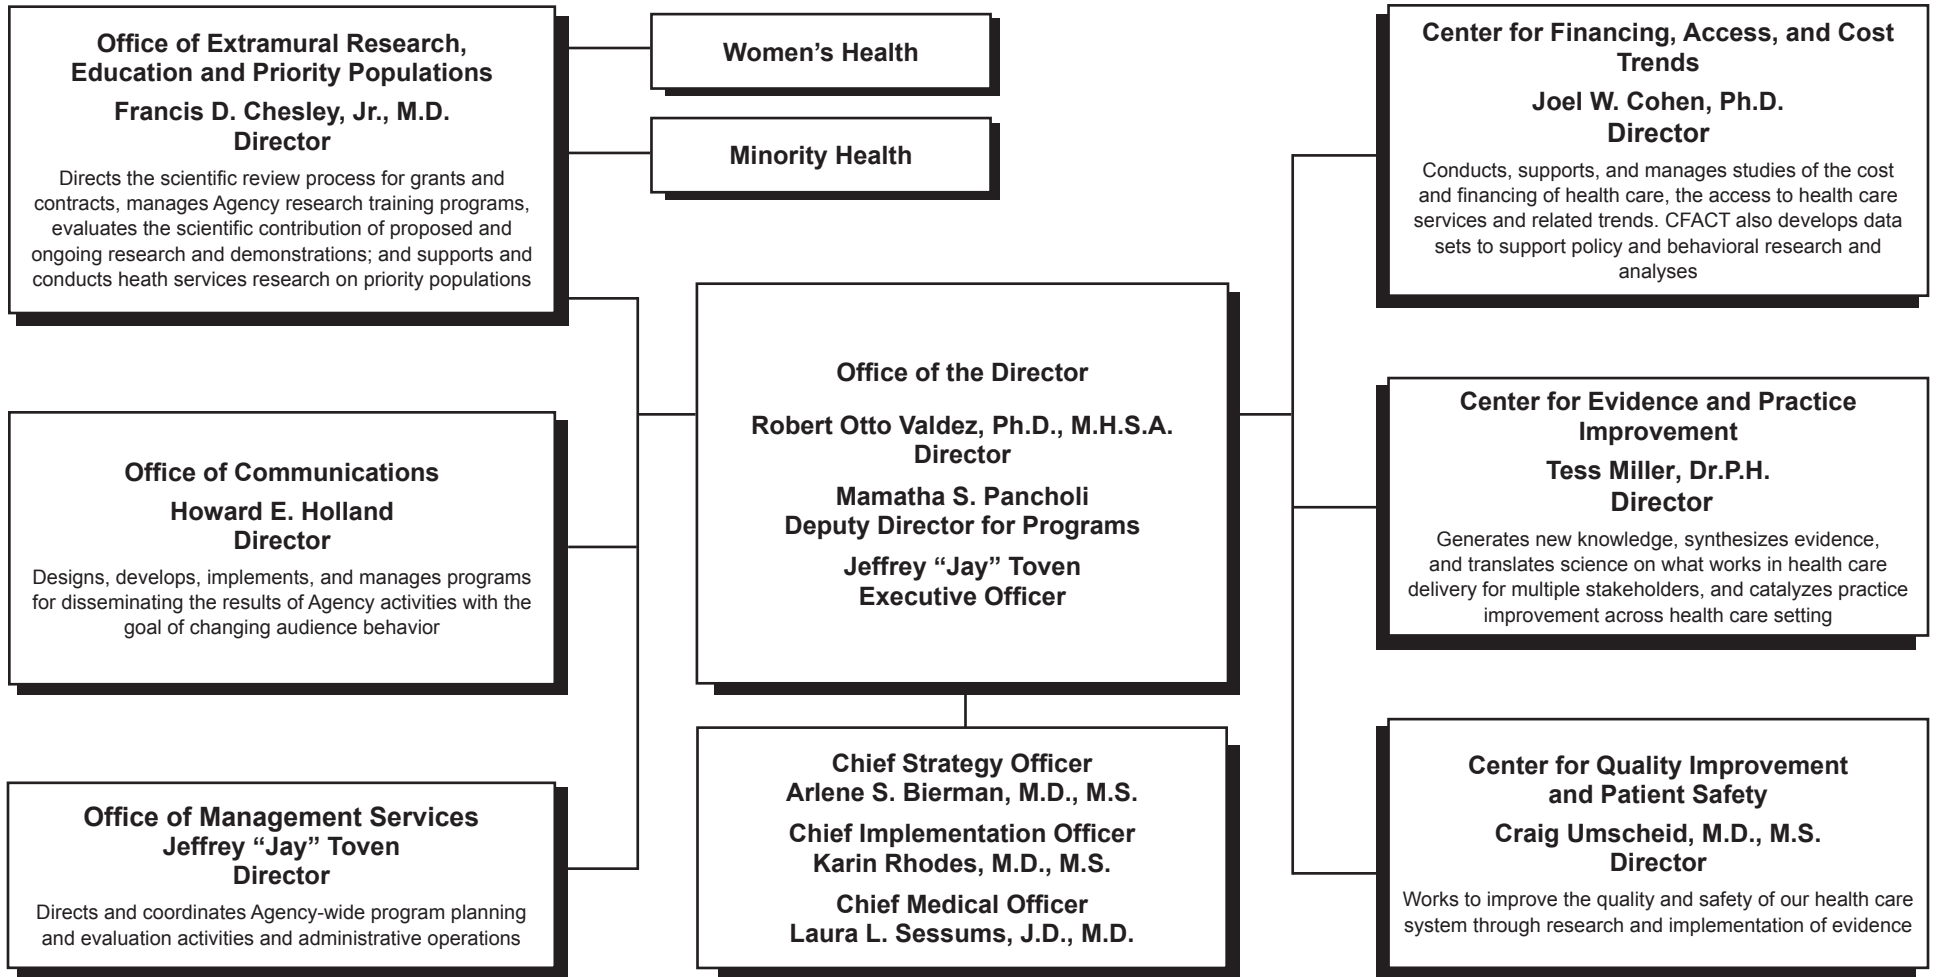 Office of Extramural Research,
Education and Priority Populations
Francis D. Chesley, Jr., M.D.
Director
Directs the scientific review process for grants and
contracts, manages Agency research training programs,
evaluates the scientific contribution of proposed and
ongoing research and demonstrations; and supports and
conducts heath services research on priority populations
Women’s Health
Minority Health
Office of Communications
Howard E. Holland
Director
Designs, develops, implements, and manages programs
for disseminating the results of Agency activities with the
goal of changing audience behavior
Office of Management Services
Jeffrey “Jay” Toven
Director
Directs and coordinates Agency-wide program planning
and evaluation activities and administrative operations
Office of the Director
Robert Otto Valdez, Ph.D., M.H.S.A.
Director
Mamatha S. Pancholi
Deputy Director for Programs
Jeffrey “Jay” Toven
Executive Officer
Chief Strategy Officer
Arlene S. Bierman, M.D., M.S.
Chief Implementation Officer
Karin Rhodes, M.D., M.S.
Chief Medical Officer
Laura L. Sessums, J.D., M.D.
Center for Financing, Access, and Cost
Trends
Joel W. Cohen, Ph.D.
Director
Conducts, supports, and manages studies of the cost
and financing of health care, the access to health care
services and related trends. CFACT also develops data
sets to support policy and behavioral research and
analyses
Center for Evidence and Practice
Improvement
Tess Miller, Dr.P.H.
Director
Generates new knowledge, synthesizes evidence,
and translates science on what works in health care
delivery for multiple stakeholders, and catalyzes practice
improvement across health care setting
Center for Quality Improvement
and Patient Safety
Craig Umscheid, M.D., M.S.
Director
Works to improve the quality and safety of our health care
system through research and implementation of evidence